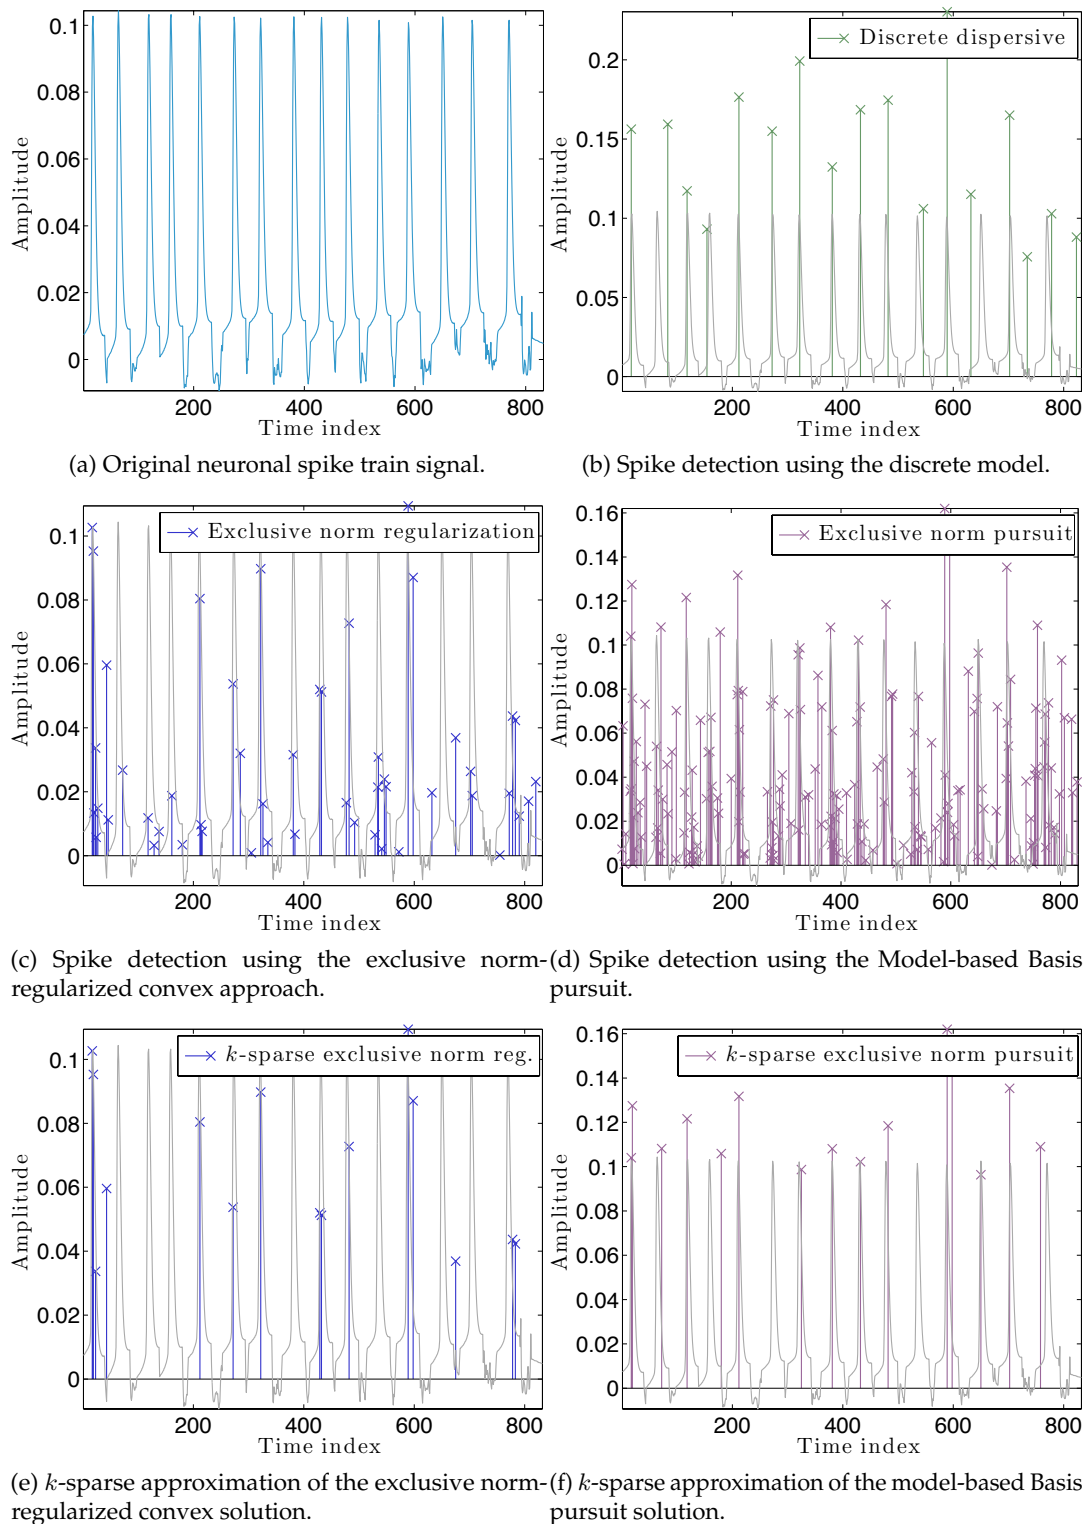 0.1
0.08
0.06
0.04
0.02
0
Amplitude
200 400 600 800
Time index
(a) Original neuronal spike train signal.
Discrete dispersive
0.2
0.15
0.1
0.05
0
Amplitude
200 400 600 800
Time index
(b) Spike detection using the discrete model.
Exclusive norm regularization
0.1
0.08
0.06
0.04
0.02
0
Amplitude
200 400 600 800
Time index
(c) Spike detection using the exclusive norm-
regularized convex approach.
Exclusive norm pursuit
0.16
0.14
0.12
0.1
0.08
0.06
0.04
0.02
0
Amplitude
200 400 600 800
Time index
(d) Spike detection using the Model-based Basis
pursuit.
k-sparse exclusive norm reg.
0.1
0.08
0.06
0.04
0.02
0
Amplitude
200 400 600 800
Time index
(e) k-sparse approximation of the exclusive norm-
regularized convex solution.
k-sparse exclusive norm pursuit
0.16
0.14
0.12
0.1
0.08
0.06
0.04
0.02
0
Amplitude
200 400 600 800
Time index
(f) k-sparse approximation of the model-based Basis
pursuit solution.